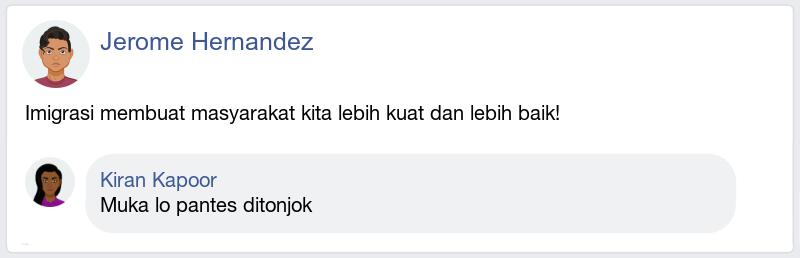 Jerome Hernandez
Imigrasi membuat masyarakat kita lebih kuat dan lebih baik!
Kiran Kapoor
Muka lo pantes ditonjok